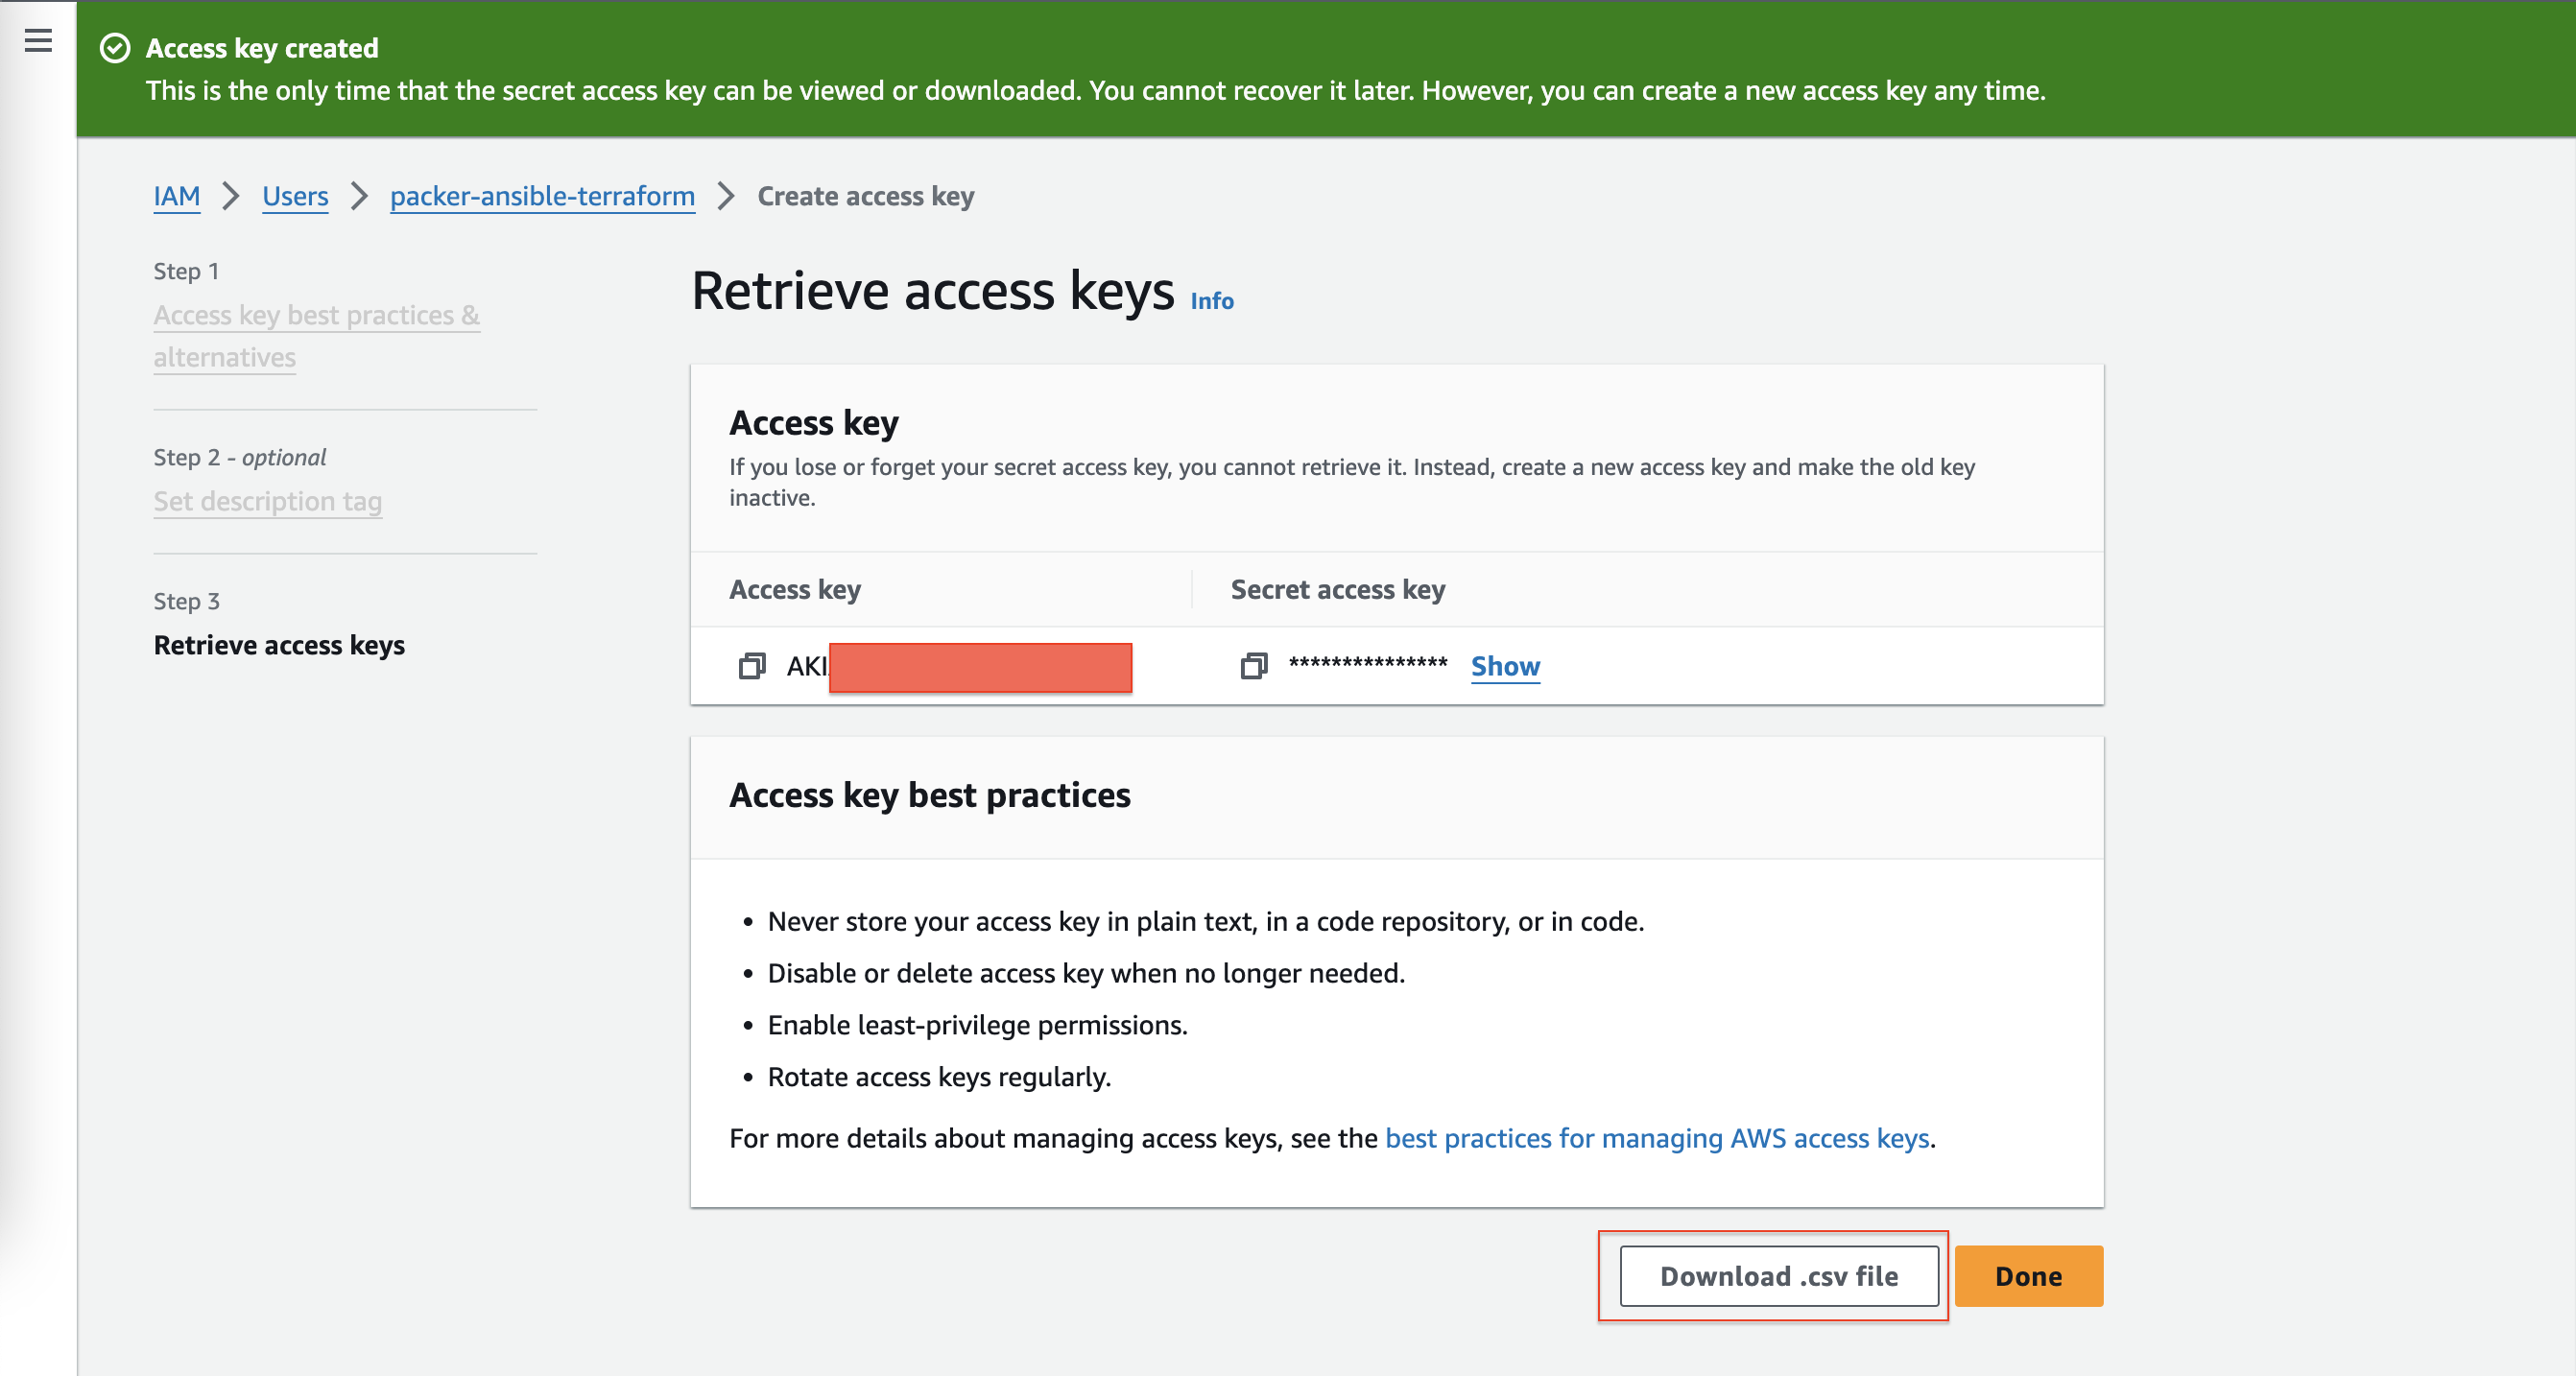 Access key created
This is the only time that the secret access key can be viewed or downloaded. You cannot recover it later. However, you can create a new access key any time.
IAM > Users > packer-ansible-terraform > Create access key
Step 1
Access key best practices &
alternatives
Step 2 - optional
Set description tag
Step 3
Retrieve access keys
Retrieve access keys Info
Access key
If you lose or forget your secret access key, you cannot retrieve it. Instead, create a new access key and make the old key
inactive.
Access key Secret access key
AKI *************** Show
Access key best practices
• Never store your access key in plain text, in a code repository, or in code.
• Disable or delete access key when no longer needed.
• Enable least-privilege permissions.
• Rotate access keys regularly.
For more details about managing access keys, see the best practices for managing AWS access keys.
Download .csv file Done